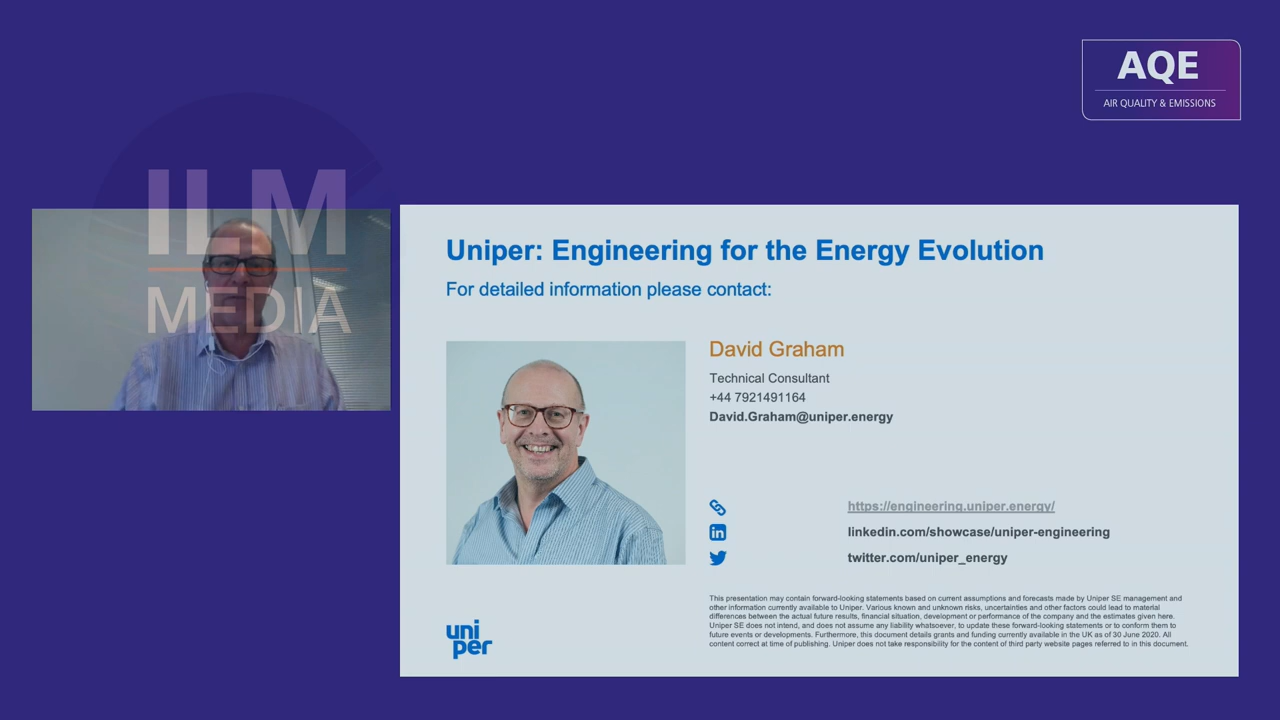 AQE
AIR QUALITY & EMISSIONS
ILM
MEDIA
Uniper: Engineering for the Energy Evolution
For detailed information please contact:
David Graham
Technical Consultant
+44 7921491164
David.Graham@uniper.energy
https://engineering.uniper.energy/
linkedin.com/showcase/uniper-engineering
twitter.com/uniper_energy
This presentation may contain forward-looking statements based on current assumptions and forecasts made by Uniper SE management and
other information currently available to Uniper. Various known and unknown risks, uncertainties and other factors could lead to material
differences between the actual future results, financial situation, development or performance of the company and the estimates given here.
Uniper SE does not intend, and does not assume any liability whatsoever, to update these forward-looking statements or to conform them to
future events or developments. Furthermore, this document details grants and funding currently available in the UK as of 30 June 2020. All
content correct at time of publishing. Uniper does not take responsibility for the content of third party website pages referred to in this document.
uni
per